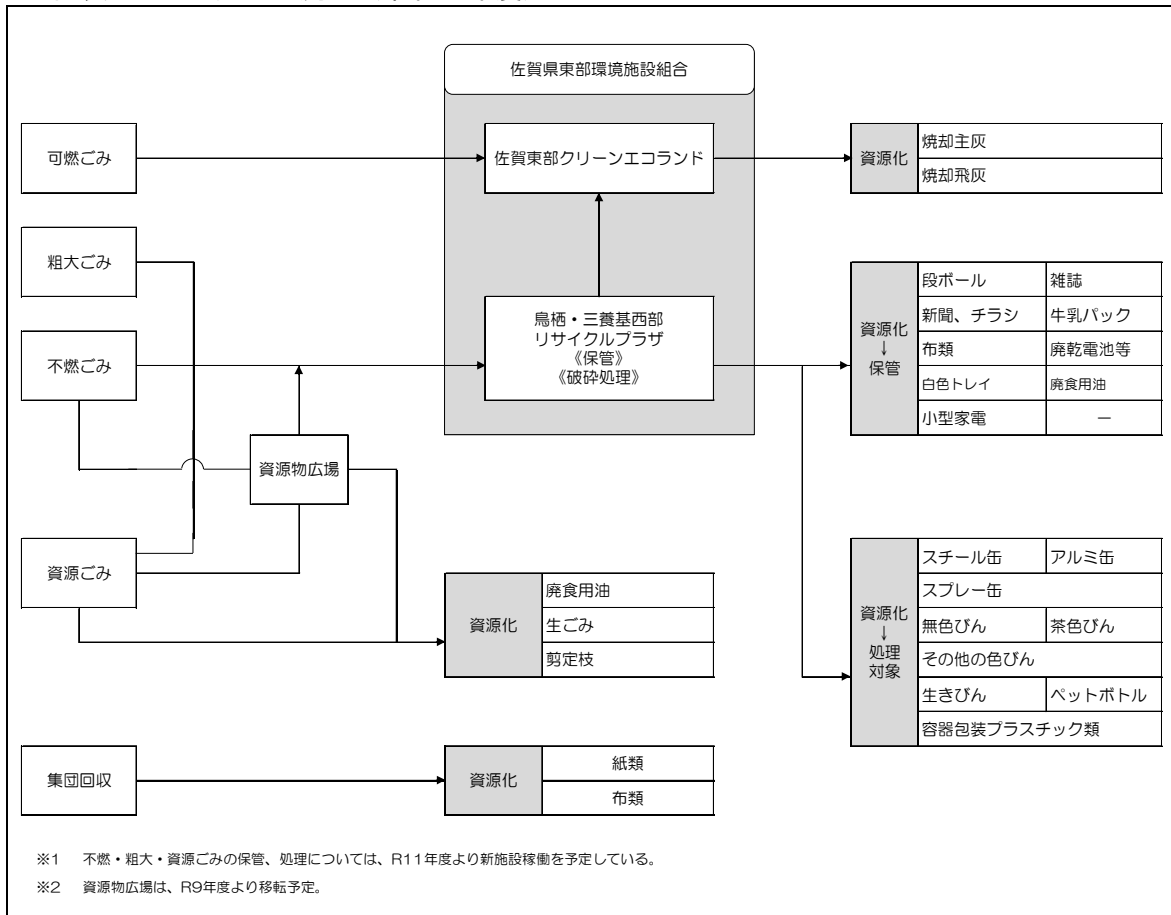 佐賀県東部環境施設組合
可燃ごみ
佐賀東部クリーンエコランド
資源化
焼却主灰
焼却飛灰
粗大ごみ
不燃ごみ
鳥栖・三養基西部
リサイクルプラザ
《保管》
《破砕処理》
資源化
↓
保管
段ボール
雑誌
新聞、チラシ
牛乳パック
布類
廃乾電池等
白色トレイ
廃食用油
小型家電
－
資源物広場
資源ごみ
資源化
廃食用油
生ごみ
剪定枝
資源化
↓
処理
対象
スチール缶
アルミ缶
スプレー缶
無色びん
茶色びん
その他の色びん
生きびん
ペットボトル
容器包装プラスチック類
集団回収
資源化
紙類
布類
※1 不燃・粗大・資源ごみの保管、処理については、R11年度より新施設稼働を予定している。
※2 資源物広場は、R9年度より移転予定。